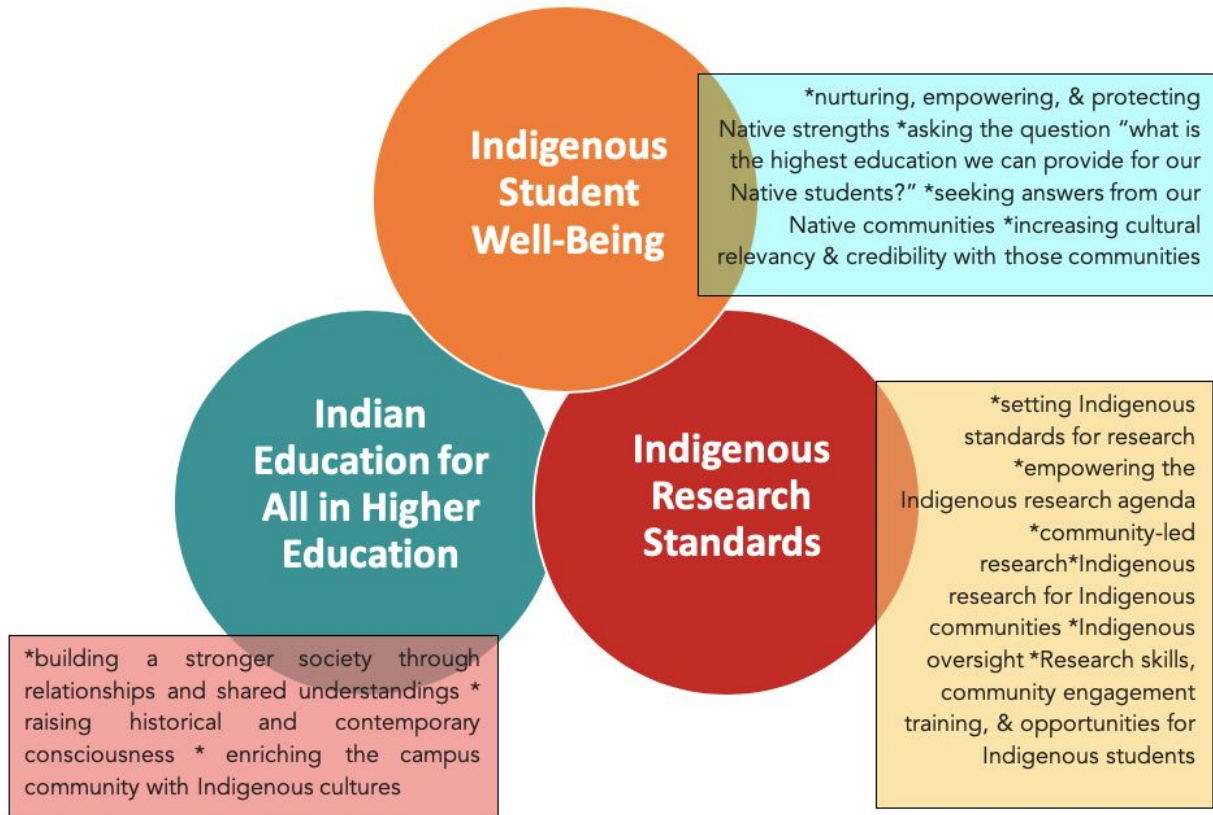 Indigenous
Student
Well-Being
*nurturing, empowering, & protecting
Native strengths *asking the question “what is
the highest education we can provide for our
Native students?” *seeking answers from our
Native communities *increasing cultural
relevancy & credibility with those communities
Indian
Education for
All in Higher
Education
*building a stronger society through
relationships and shared understandings *
raising historical and contemporary
consciousness * enriching the campus
community with Indigenous cultures
Indigenous
Research
Standards
*setting Indigenous
standards for research
*empowering the
Indigenous research agenda
*community-led
research*Indigenous
research for Indigenous
communities *Indigenous
oversight *Research skills,
community engagement
training, & opportunities for
Indigenous students